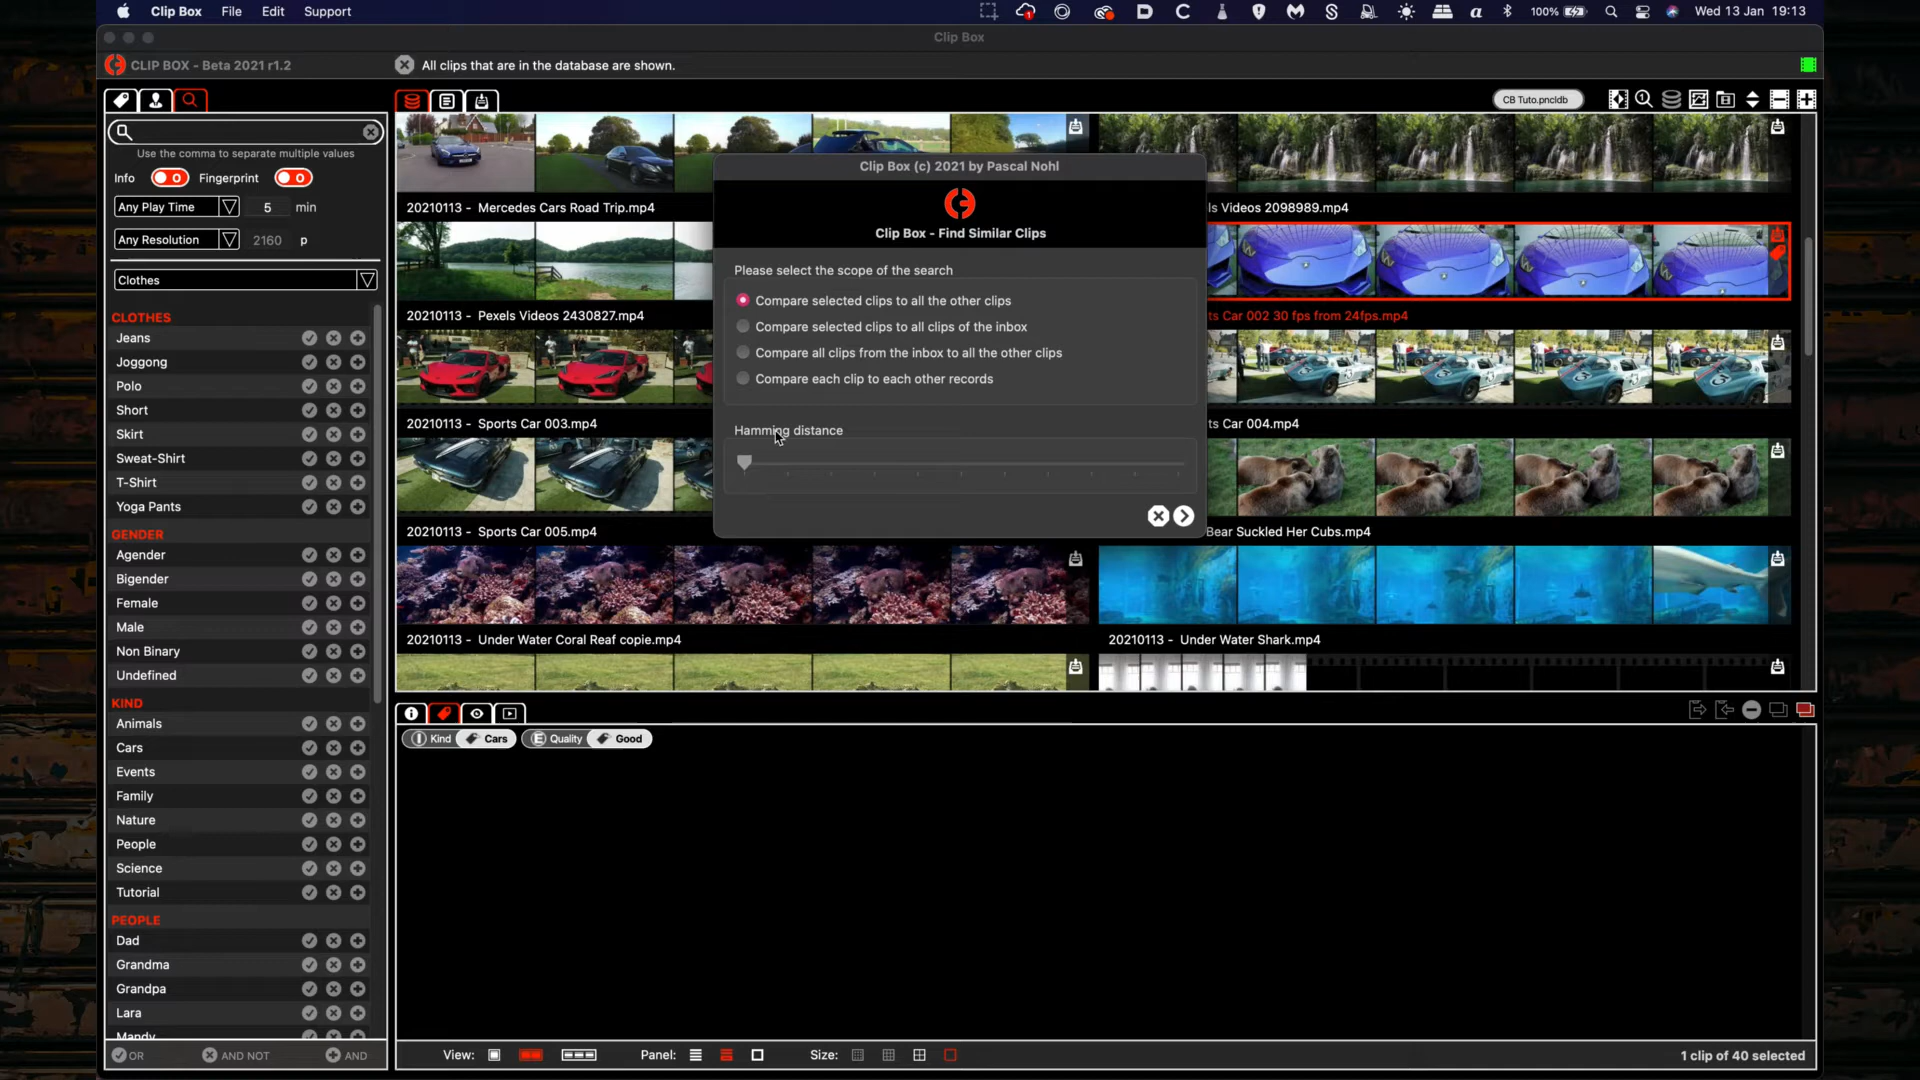 Clip Box File Edit Support
100% Wed 13 Jan 19:13
Clip Box
CLIP BOX - Beta 2021 r1.2
All clips that are in the database are shown.
CB Tuto.pncldb
Use the comma to separate multiple values
Info O Fingerprint O
Any Play Time 5 min
Any Resolution 2160 p
Clothes
CLOTHES
Jeans
Joggong
Polo
Short
Skirt
Sweat-Shirt
T-Shirt
Yoga Pants
GENDER
Agender
Bigender
Female
Male
Non Binary
Undefined
KIND
Animals
Cars
Events
Family
Nature
People
Science
Tutorial
PEOPLE
Dad
Grandma
Grandpa
Lara
Mandy
OR AND NOT AND
20210113 - Mercedes Cars Road Trip.mp4
ls Videos 2098989.mp4
20210113 - Pexels Videos 2430827.mp4
ts Car 002 30 fps from 24fps.mp4
20210113 - Sports Car 003.mp4
ts Car 004.mp4
20210113 - Sports Car 005.mp4
Bear Suckled Her Cubs.mp4
20210113 - Under Water Coral Reaf copie.mp4
20210113 - Under Water Shark.mp4
Clip Box (c) 2021 by Pascal Nohl
Clip Box - Find Similar Clips
Please select the scope of the search
Compare selected clips to all the other clips
Compare selected clips to all clips of the inbox
Compare all clips from the inbox to all the other clips
Compare each clip to each other records
Hamming distance
I Kind Cars E Quality Good
View: Panel: Size: 1 clip of 40 selected